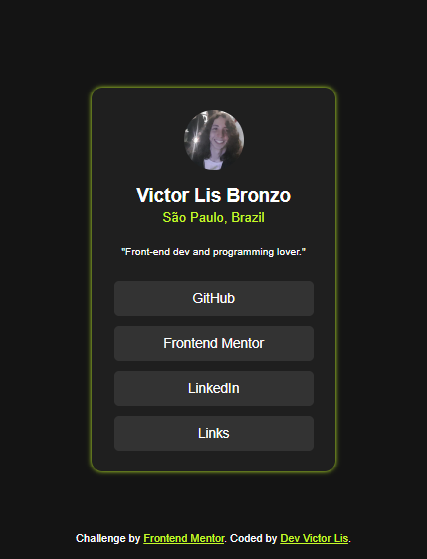 Victor Lis Bronzo
São Paulo, Brazil
"Front-end dev and programming lover."
GitHub
Frontend Mentor
LinkedIn
Links
Challenge by Frontend Mentor. Coded by Dev Victor Lis.